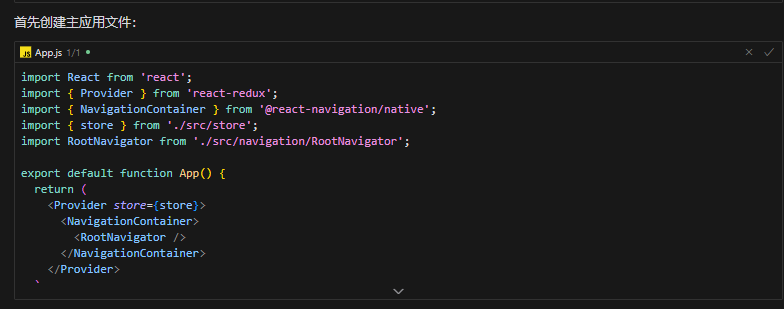 首先创建主应用文件：
JS App.js 1/1
import React from 'react';
import { Provider } from 'react-redux';
import { NavigationContainer } from '@react-navigation/native';
import { store } from './src/store';
import RootNavigator from './src/navigation/RootNavigator';
export default function App() {
return (
<Provider store={store}>
<NavigationContainer>
<RootNavigator />
</NavigationContainer>
</Provider>